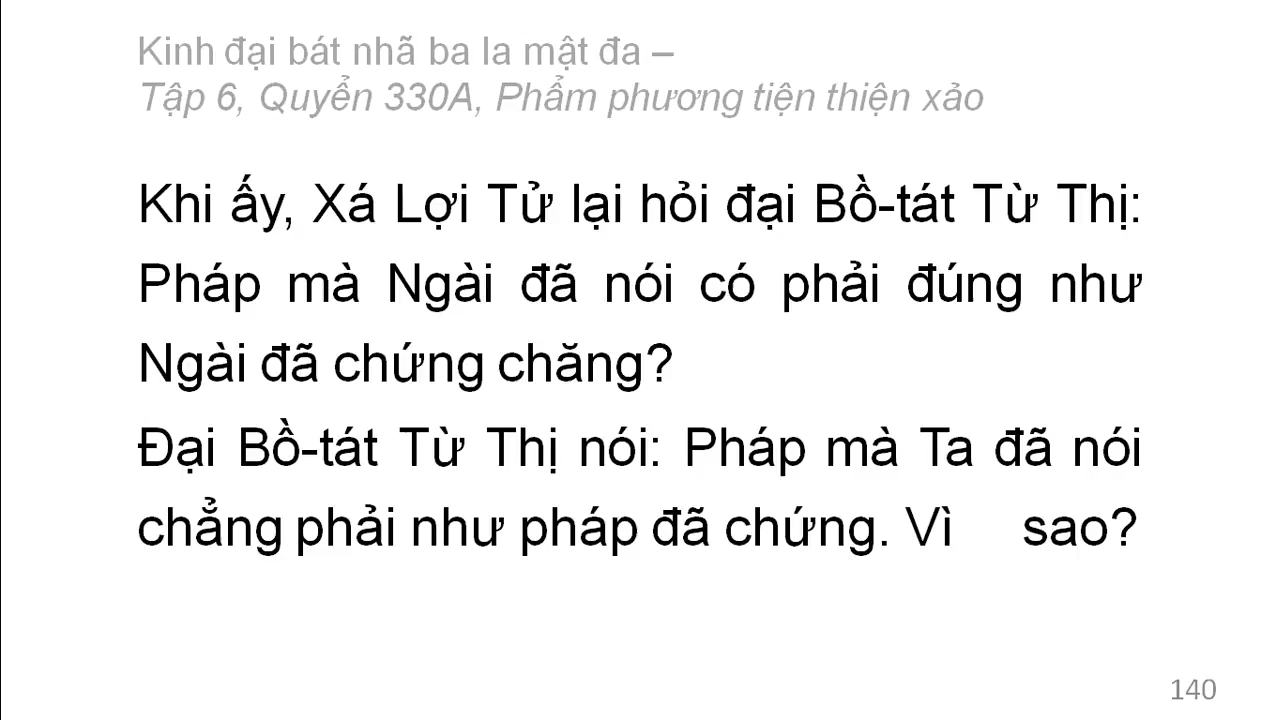 Kinh đại bát nhã ba la mật đa –
Tập 6, Quyển 330A, Phẩm phương tiện thiện xảo
Khi ấy, Xá Lợi Tử lại hỏi đại Bồ-tát Từ Thị:
Pháp mà Ngài đã nói có phải đúng như
Ngài đã chứng chăng?
Đại Bồ-tát Từ Thị nói: Pháp mà Ta đã nói
chẳng phải như pháp đã chứng. Vì sao?
140